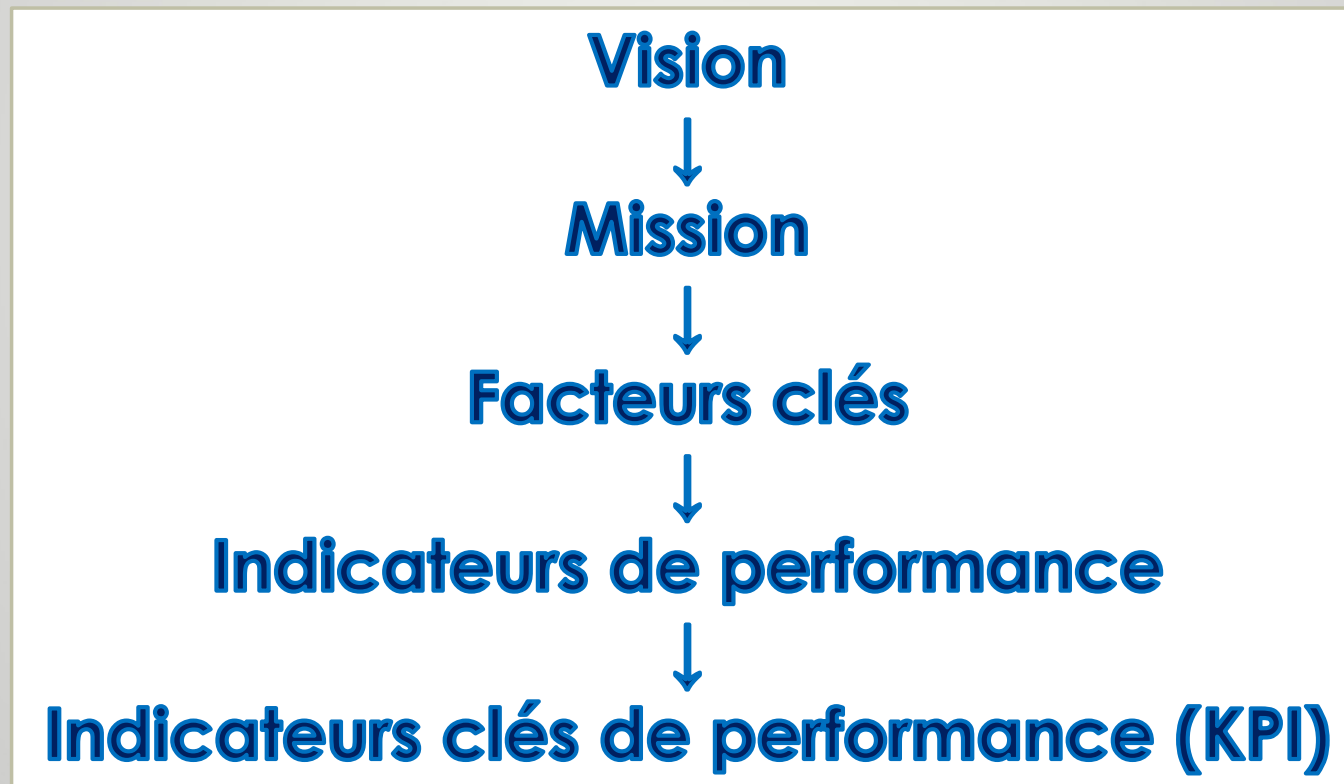 Vision
↓
Mission
↓
Facteurs clés
↓
Indicateurs de performance
↓
Indicateurs clés de performance (KPI)